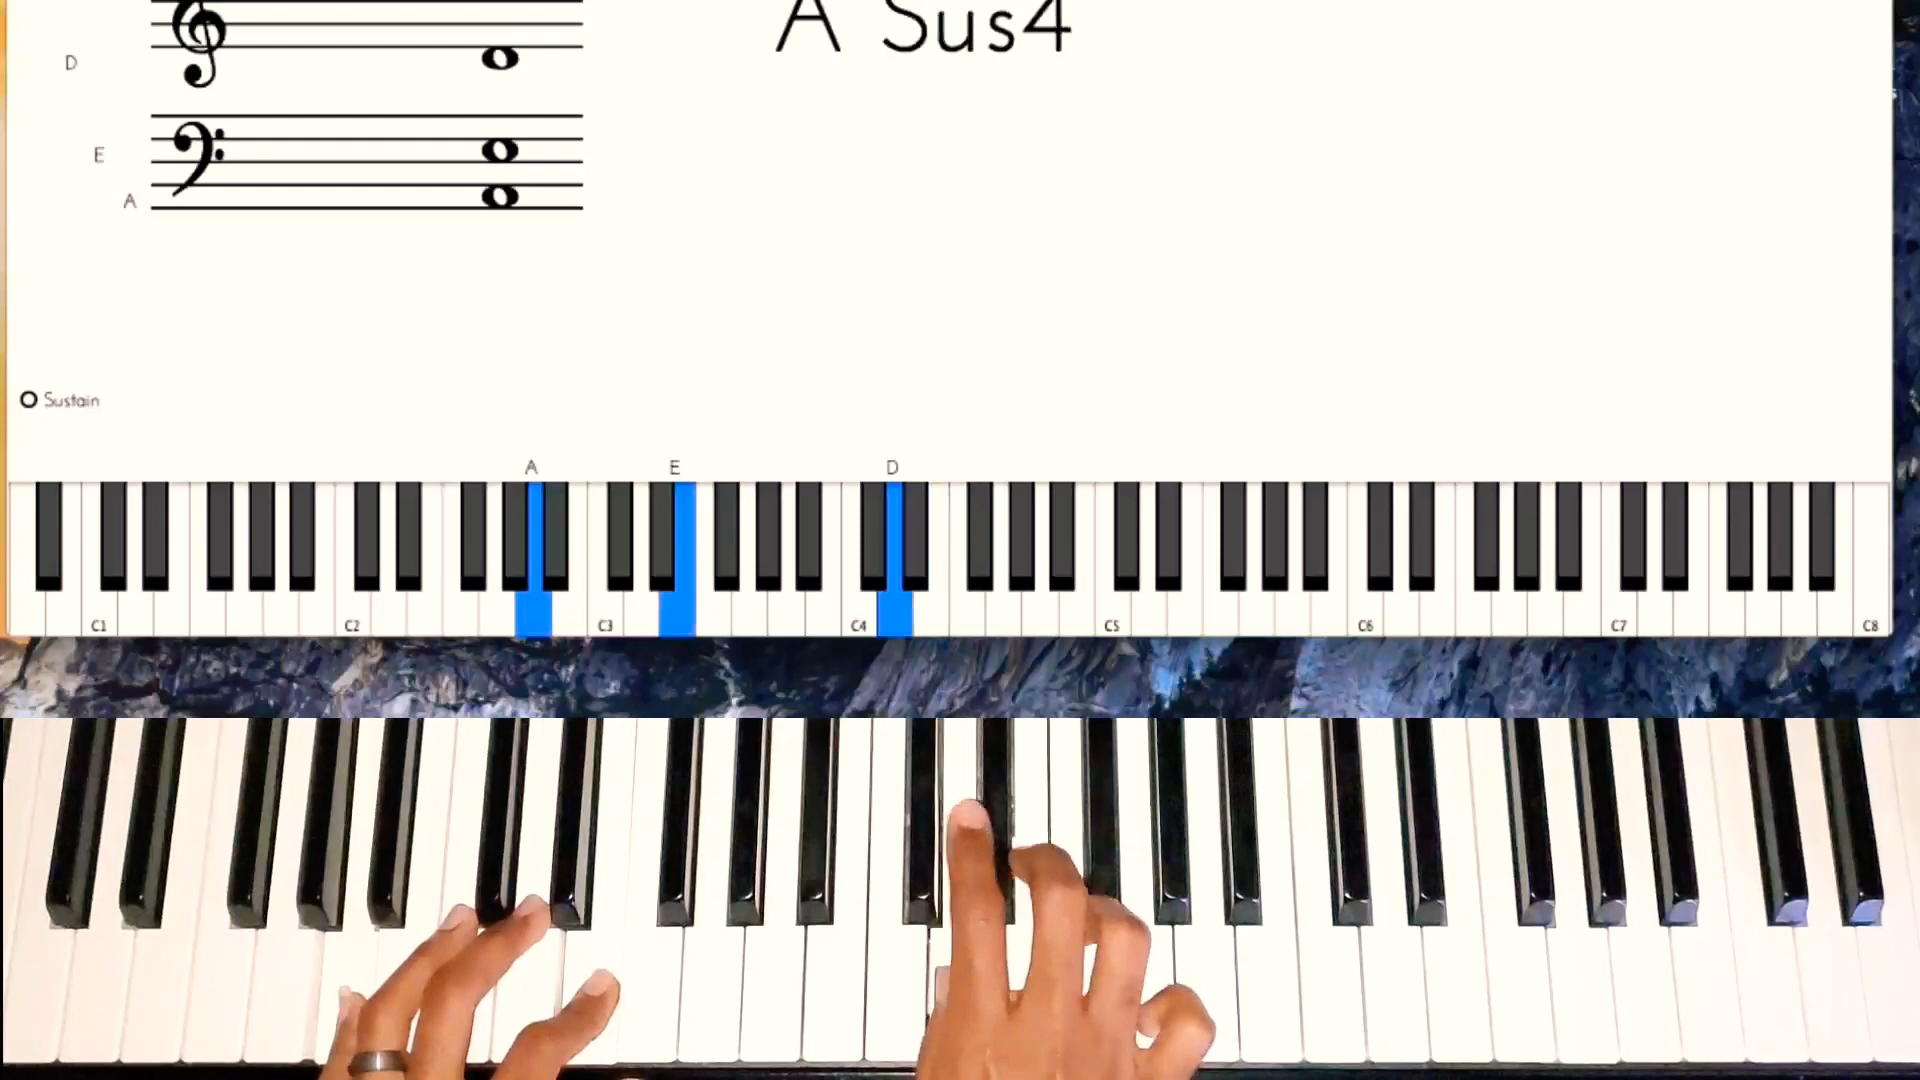 A Sus4
D
E
A
Sustain
A E D
C1 C2 C3 C4 C5 C6 C7 C8